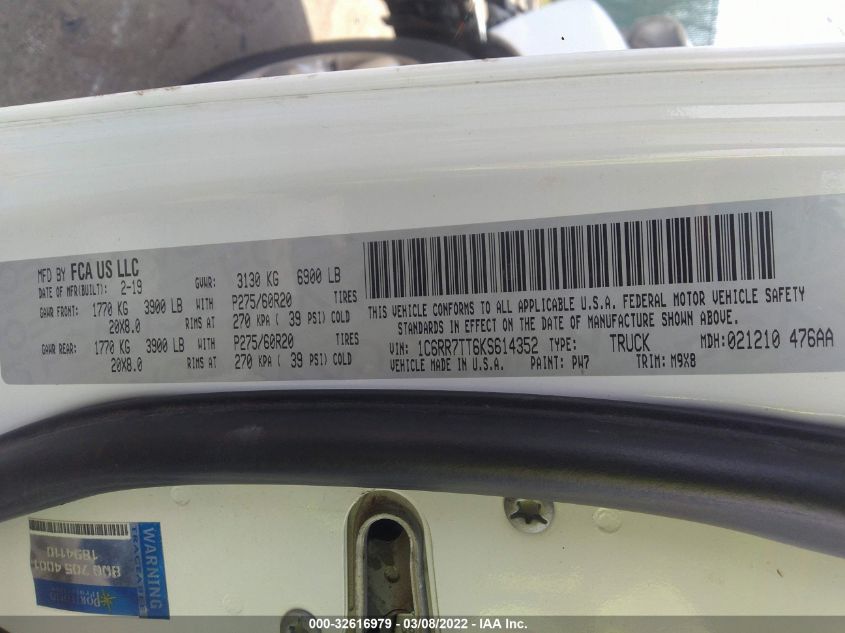 MFD BY FCA US LLC
DATE OF MFR(BUILT): 2-19 GVWR: 3130 KG 6900 LB
GAWR FRONT: 1770 KG 3900 LB WITH P275/60R20 TIRES
20X8.0 RIMS AT 270 KPA ( 39 PSI) COLD
GAWR REAR: 1770 KG 3900 LB WITH P275/60R20 TIRES
20X8.0 RIMS AT 270 KPA ( 39 PSI) COLD
THIS VEHICLE CONFORMS TO ALL APPLICABLE U.S.A. FEDERAL MOTOR VEHICLE SAFETY
STANDARDS IN EFFECT ON THE DATE OF MANUFACTURE SHOWN ABOVE.
VIN: 1C6RR7TT6KS614352 TYPE: TRUCK MDH: 021210 476AA
VEHICLE MADE IN U.S.A. PAINT: PW7 TRIM: M9X8
WARNING
1894110
000-32616979 - 03/08/2022 - IAA Inc.